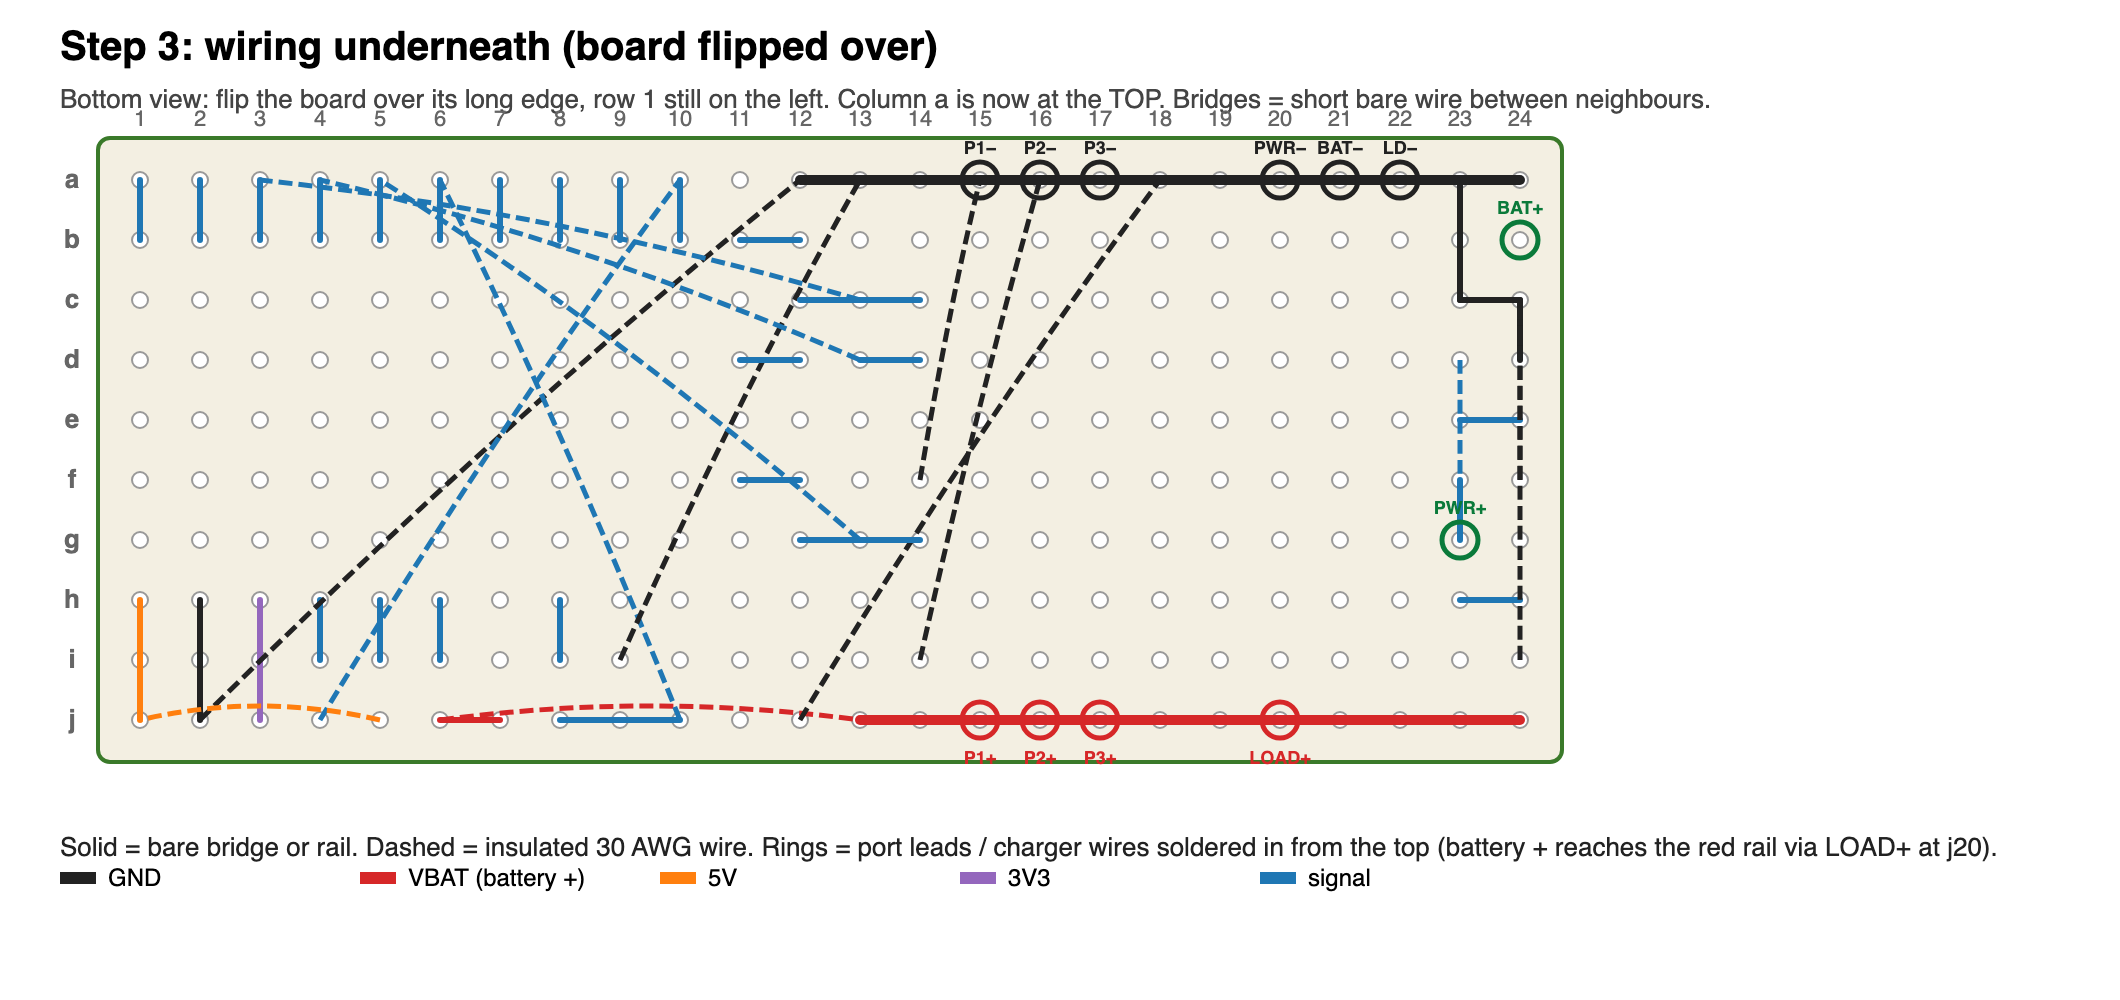 Step 3: wiring underneath (board flipped over)
Bottom view: flip the board over its long edge, row 1 still on the left. Column a is now at the TOP. Bridges = short bare wire between neighbours.
1 2 3 4 5 6 7 8 9 10 11 12 13 14 15 16 17 18 19 20 21 22 23 24
P1– P2– P3– PWR– BAT– LD–
a
BAT+
b
c
d
e
f
PWR+
g
h
i
j
P1+ P2+ P3+ LOAD+
Solid = bare bridge or rail. Dashed = insulated 30 AWG wire. Rings = port leads / charger wires soldered in from the top (battery + reaches the red rail via LOAD+ at j20).
GND VBAT (battery +) 5V 3V3 signal